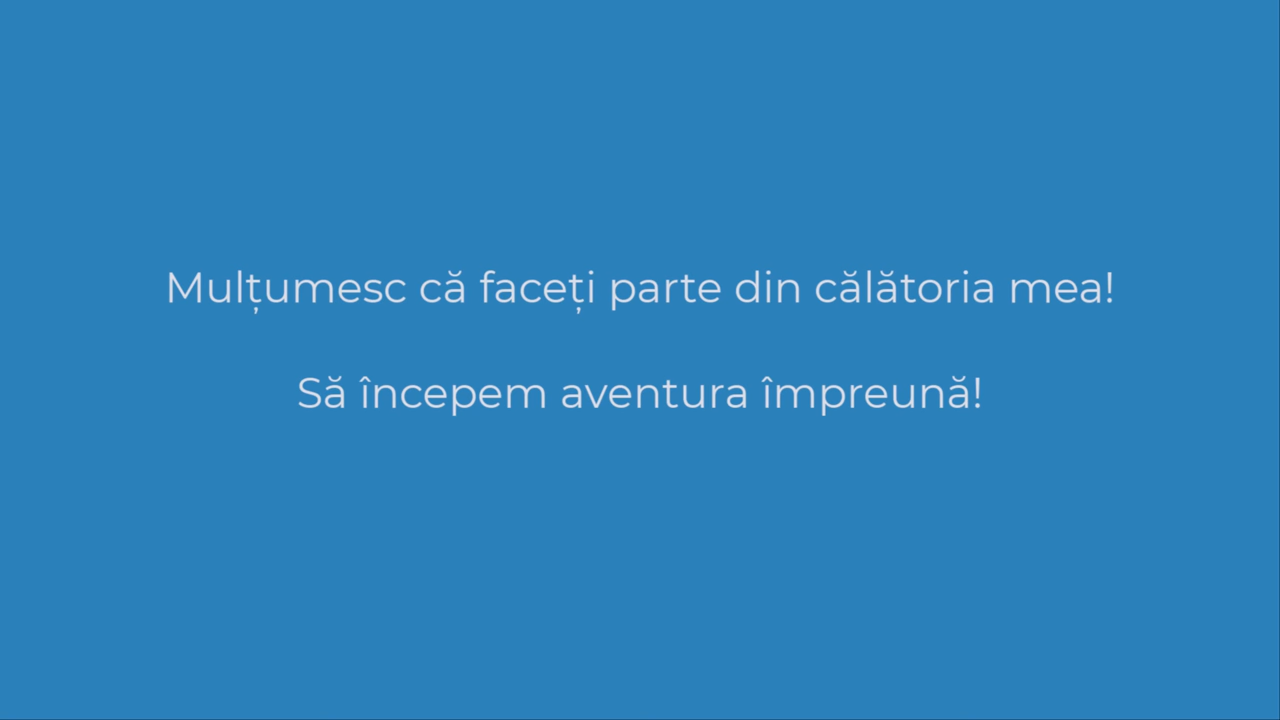 Mulțumesc că faceți parte din călătoria mea!
Să începem aventura împreună!